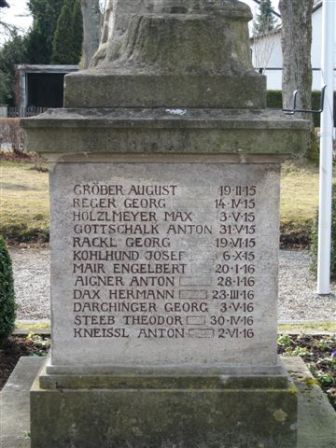 GRÖBER AUGUST 19·II·15
REGER GEORG 14·IV·15
HOLZLMEYER MAX 3·V·15
GOTTSCHALK ANTON 31·V·15
RACKL GEORG 19·VI·15
KOHLHUND JOSEF 6·X·15
MAIR ENGELBERT 20·I·16
AIGNER ANTON 28·I·16
DAX HERMANN 23·III·16
DARCHINGER GEORG 3·V·16
STEEB THEODOR 30·IV·16
KNEISSL ANTON 2·VI·16